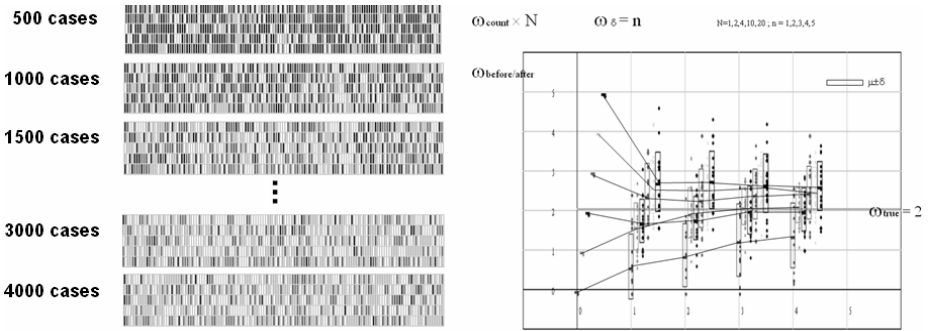 500 cases
1000 cases
1500 cases
3000 cases
4000 cases
ωcount × N
ω δ = n
N=1,2,4,10,20 ; n = 1,2,3,4,5
ωbefore/after
μ±δ
5
4
3
2
1
0
ωtrue = 2
0 1 2 3 4 5